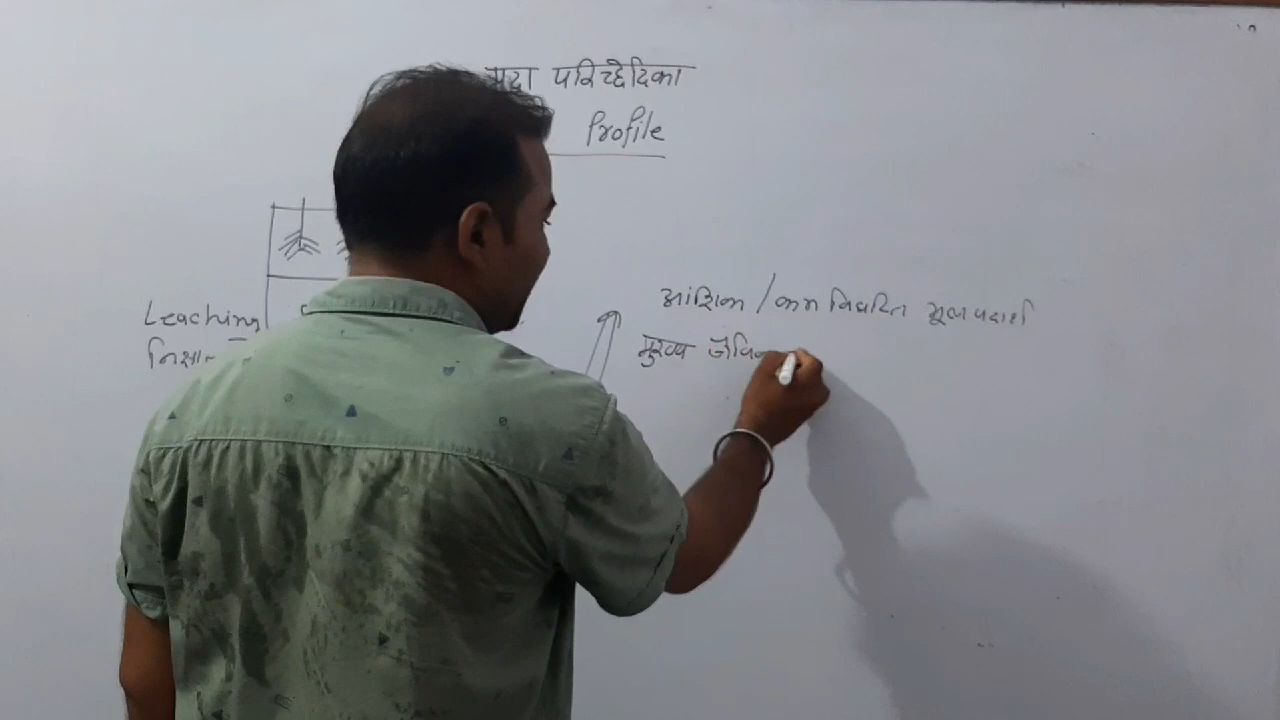 मृदा परिच्छेदिका
Profile
आंशिक / कम विघटित मूल पदार्थ
Leaching
मुख्य जैवि